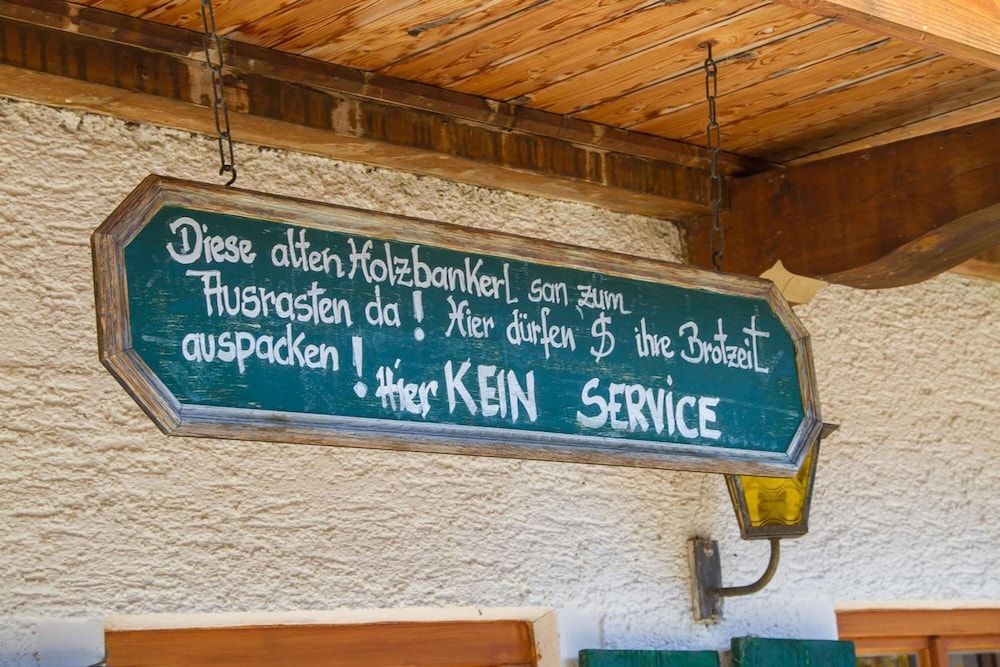 Diese alten Holzbankerl san zum
Ausrasten da! Hier dürfen $ ihre Brotzeit
auspacken! Hier KEIN SERVICE